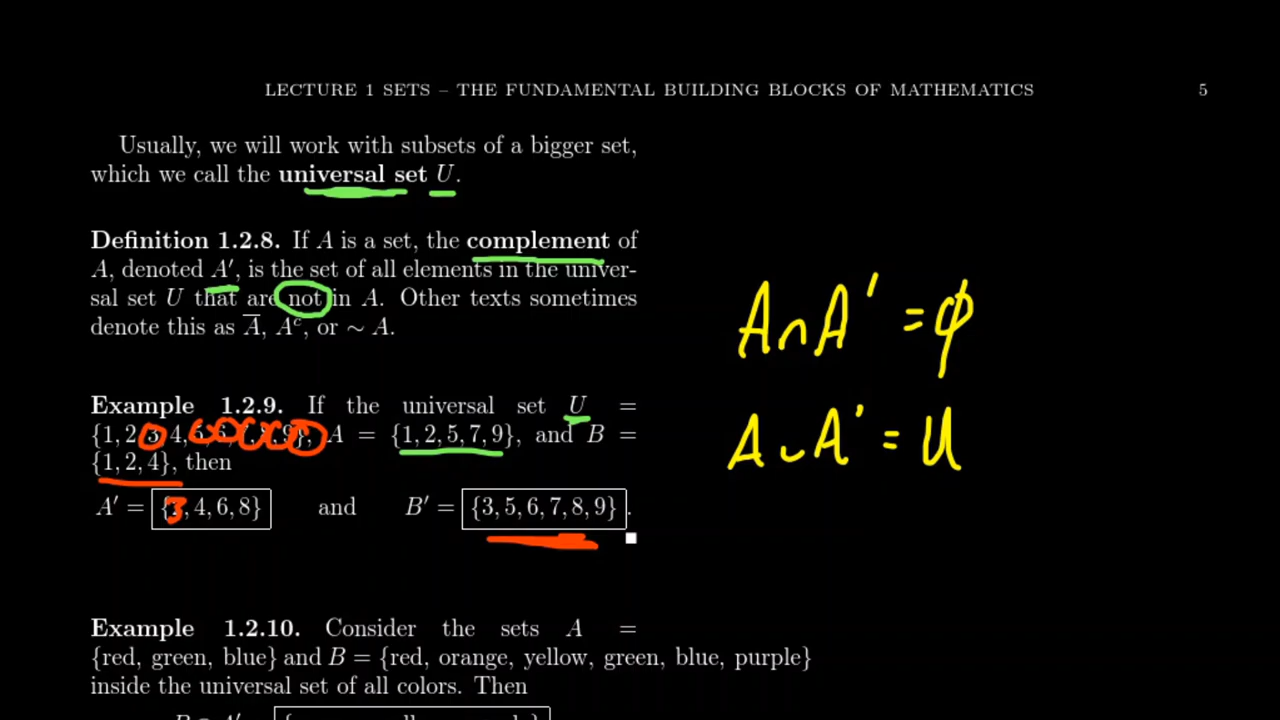 LECTURE 1 SETS – THE FUNDAMENTAL BUILDING BLOCKS OF MATHEMATICS 5
Usually, we will work with subsets of a bigger set,
which we call the universal set U.
Definition 1.2.8. If A is a set, the complement of
A, denoted A′, is the set of all elements in the univer-
sal set U that are not in A. Other texts sometimes
denote this as A̅, Aᶜ, or ∼ A.
A∩A′ = ϕ
A∪A′ = U
Example 1.2.9. If the universal set U =
{1, 2, 3, 4, 5, 6, 7, 8, 9}, A = {1, 2, 5, 7, 9}, and B =
{1, 2, 4}, then
A′ = {3, 4, 6, 8} and B′ = {3, 5, 6, 7, 8, 9}.
Example 1.2.10. Consider the sets A =
{red, green, blue} and B = {red, orange, yellow, green, blue, purple}
inside the universal set of all colors. Then